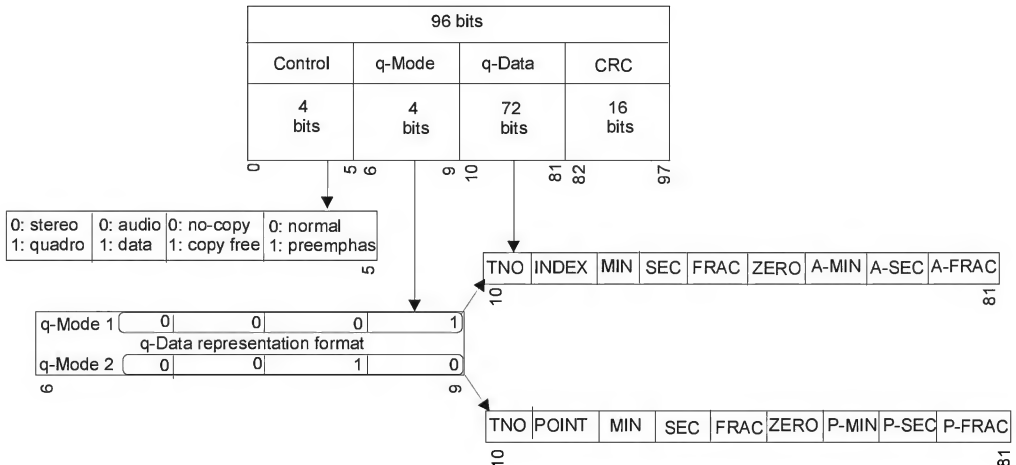 96 bits
Control q-Mode q-Data CRC
4 bits 4 bits 72 bits 16 bits
0 5 6 9 10 81 82 97
0: stereo 0: audio 0: no-copy 0: normal
1: quadro 1: data 1: copy free 1: preemphas
5
TNO INDEX MIN SEC FRAC ZERO A-MIN A-SEC A-FRAC
10 81
q-Mode 1 0 0 0 1
q-Data representation format
q-Mode 2 0 0 1 0
6 9
TNO POINT MIN SEC FRAC ZERO P-MIN P-SEC P-FRAC
10 81